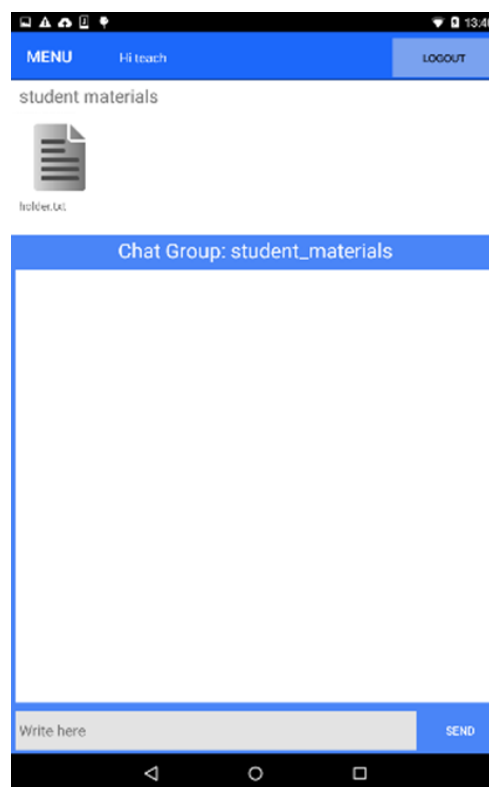 13:40
MENU Hi teach LOGOUT
student materials
holder.txt
Chat Group: student_materials
Write here SEND